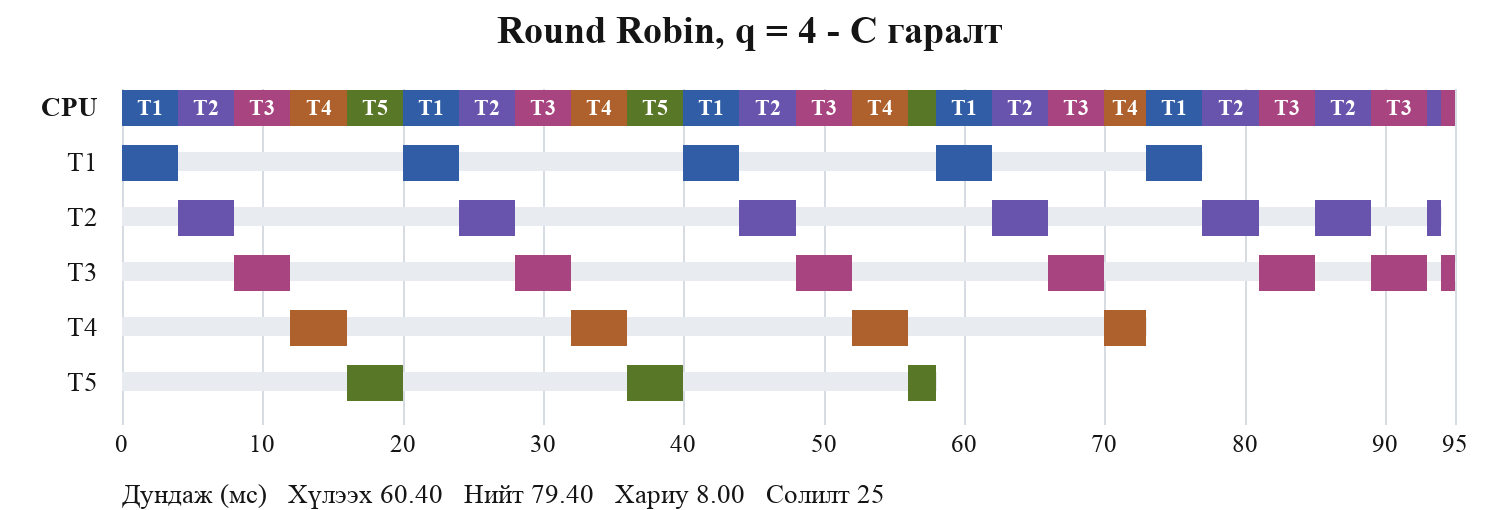 Round Robin, q = 4 - C гаралт
CPU T1 T2 T3 T4 T5 T1 T2 T3 T4 T5 T1 T2 T3 T4 T1 T2 T3 T4 T1 T2 T3 T2 T3
T1
T2
T3
T4
T5
0 10 20 30 40 50 60 70 80 90 95
Дундаж (мс) Хүлээх 60.40 Нийт 79.40 Хариу 8.00 Солилт 25